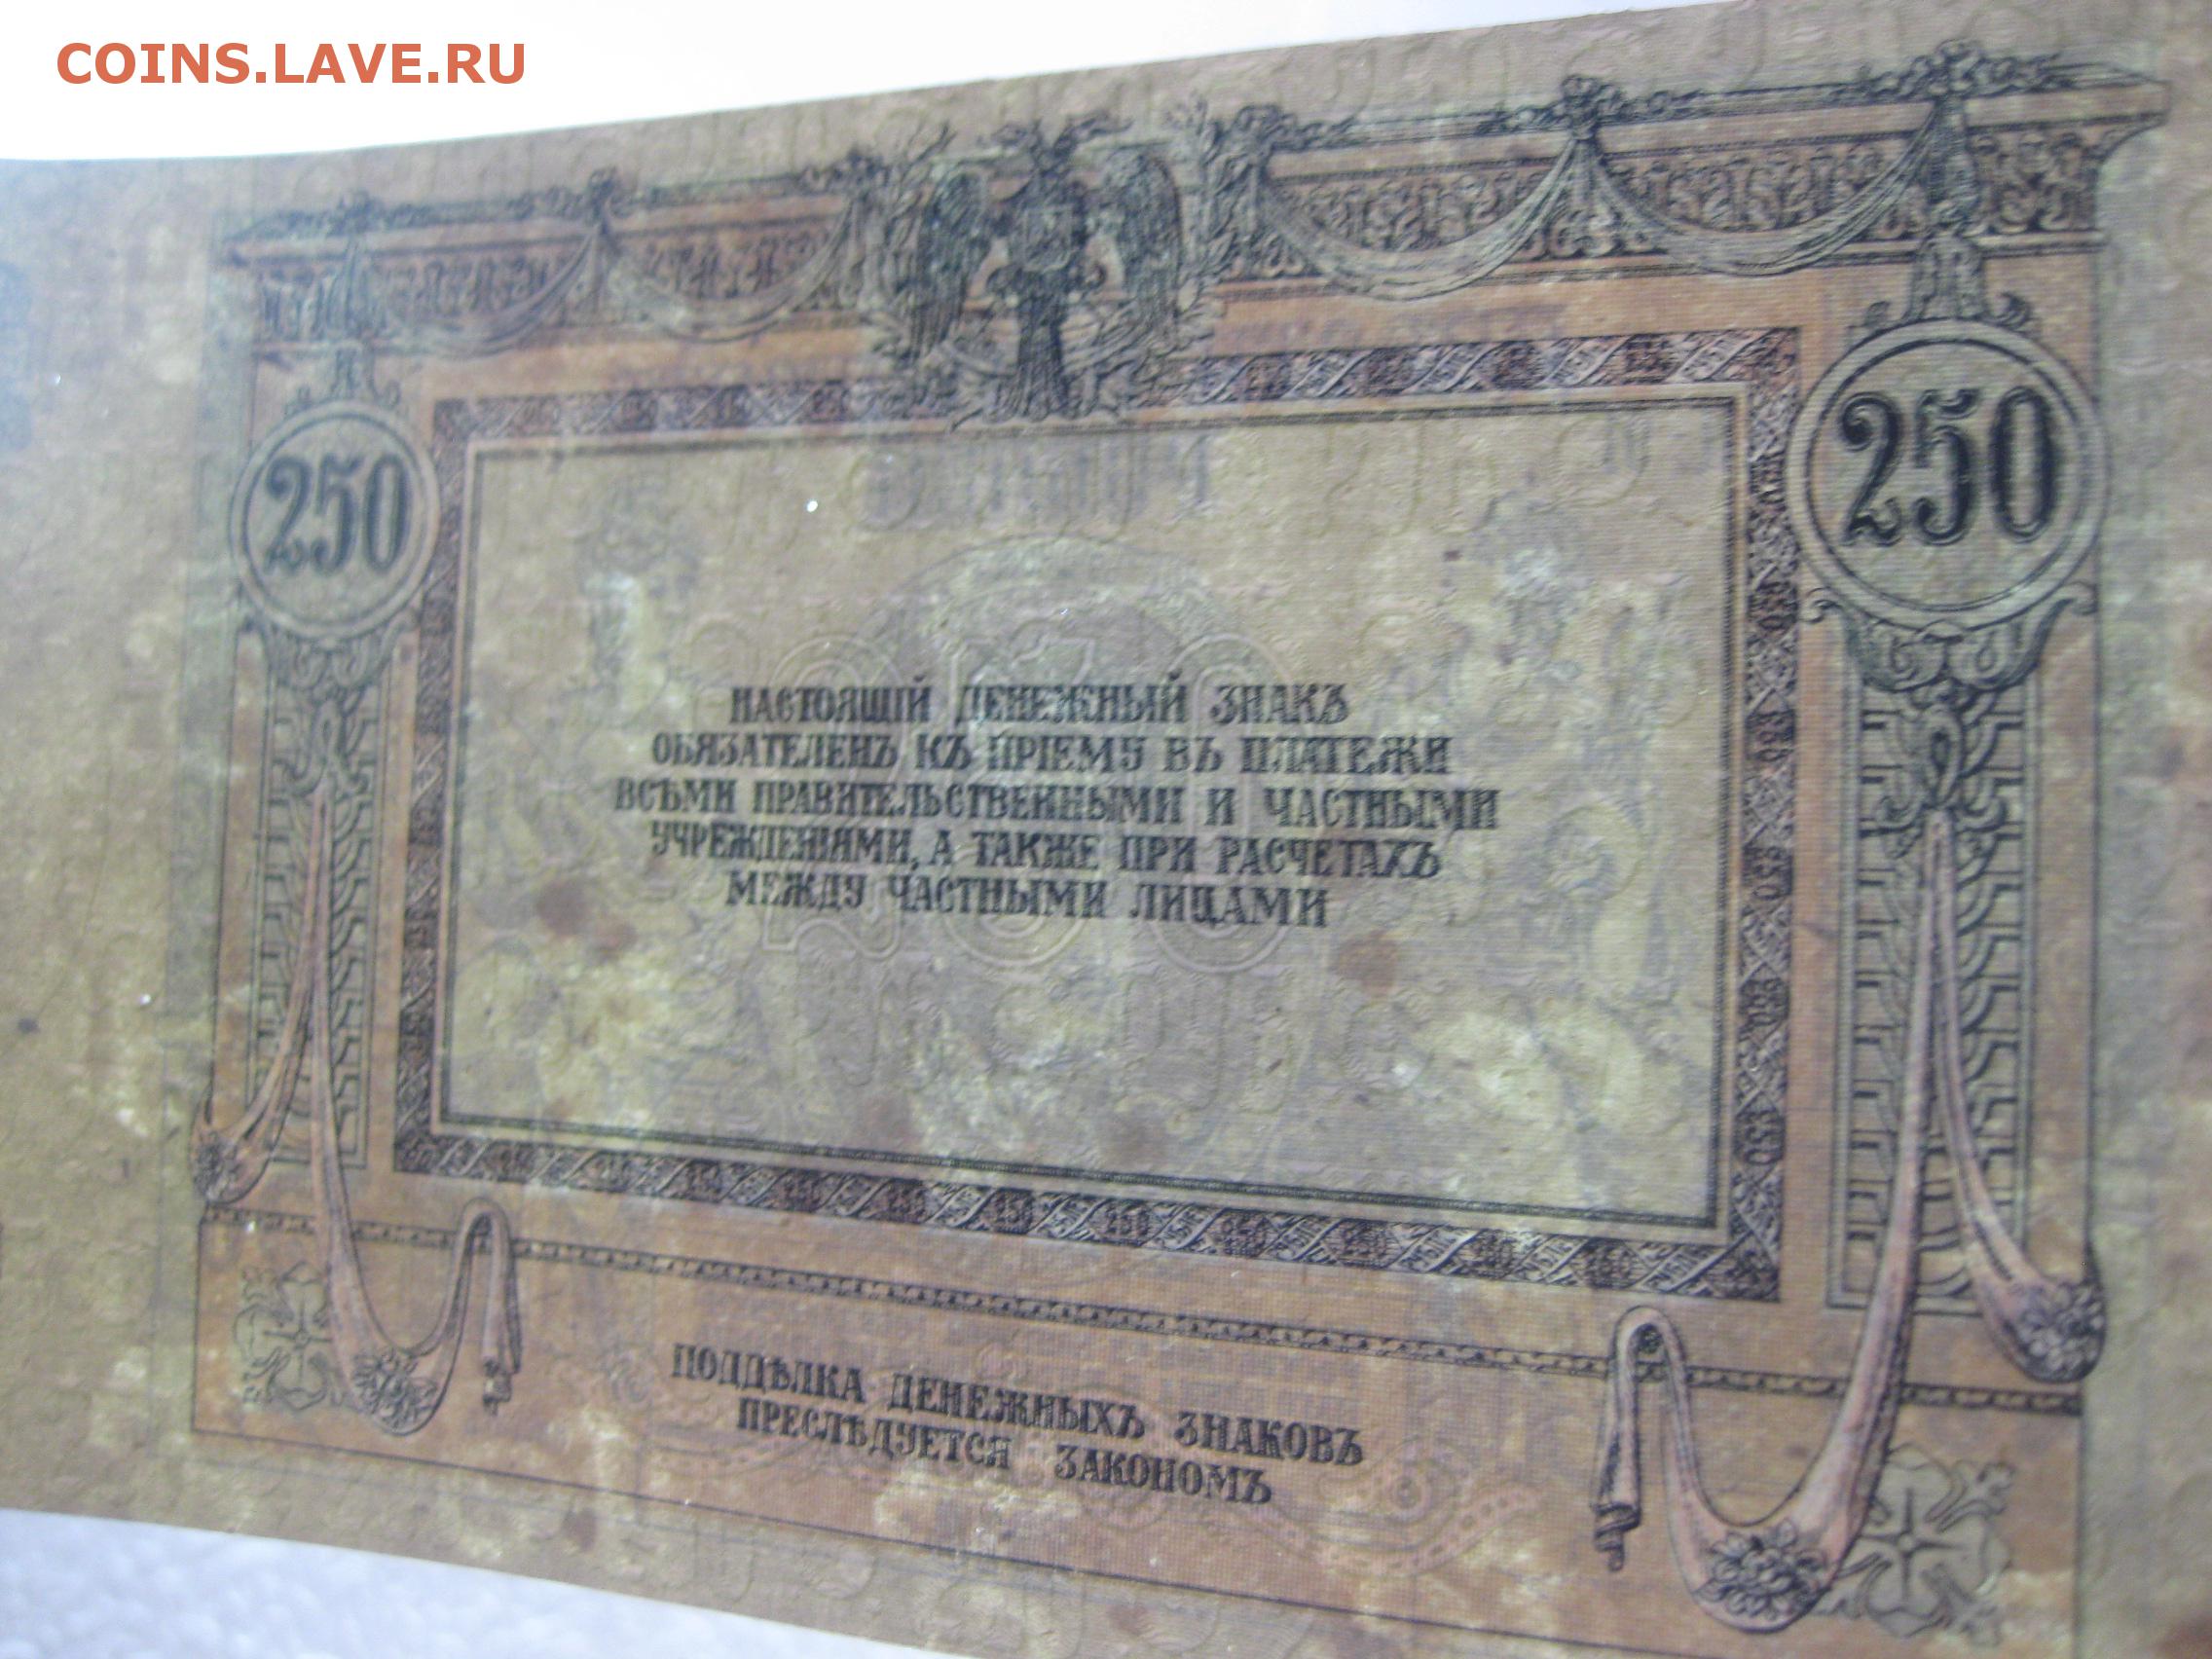 COINS.LAVE.RU
250
250
НАСТОЯЩІЙ ДЕНЕЖНЫЙ ЗНАКЪ
ОБЯЗАТЕЛЕНЪ КЪ ПРІЕМУ ВЪ ПЛАТЕЖИ
ВСѢМИ ПРАВИТЕЛЬСТВЕННЫМИ И ЧАСТНЫМИ
УЧРЕЖДЕНІЯМИ, А ТАКЖЕ ПРИ РАСЧЕТАХЪ
МЕЖДУ ЧАСТНЫМИ ЛИЦАМИ
ПОДДѢЛКА ДЕНЕЖНЫХЪ ЗНАКОВЪ
ПРЕСЛѢДУЕТСЯ ЗАКОНОМЪ